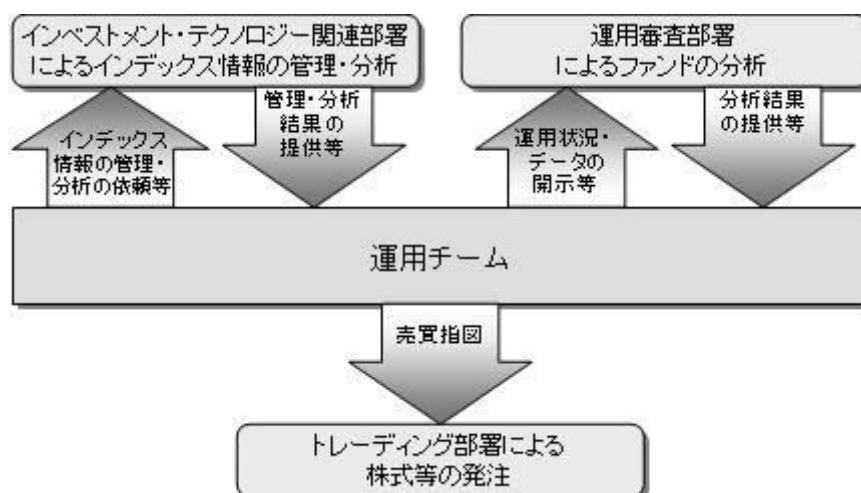 インベストメント・テクノロジー関連部署
によるインデックス情報の管理・分析
運用審査部署
によるファンドの分析
インデックス
情報の管理・
分析の依頼等
管理・分析
結果の
提供等
運用状況・
データの
開示等
分析結果
の提供等
運用チーム
売買指図
トレーディング部署による
株式等の発注